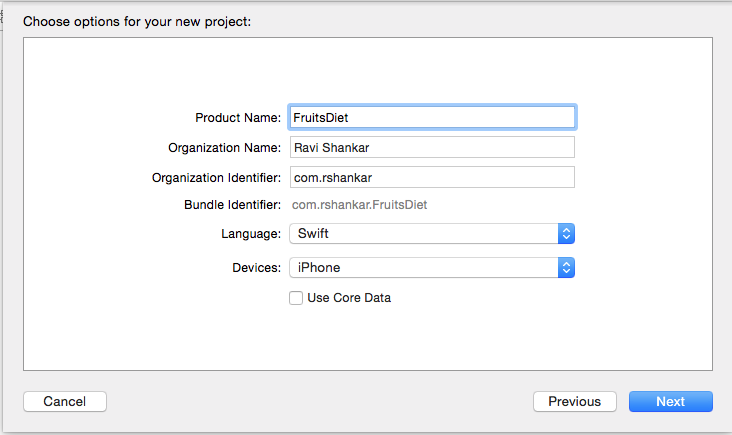 Choose options for your new project:
Product Name: FruitsDiet
Organization Name: Ravi Shankar
Organization Identifier: com.rshankar
Bundle Identifier: com.rshankar.FruitsDiet
Language: Swift
Devices: iPhone
Use Core Data
Cancel Previous Next